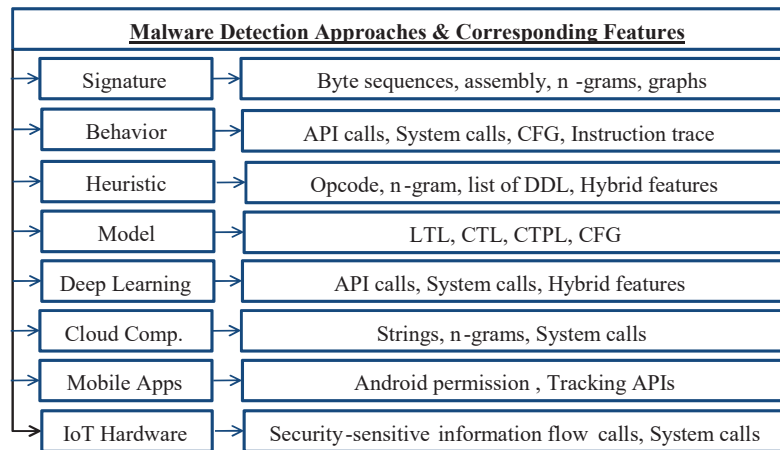 Malware Detection Approaches & Corresponding Features
Signature Byte sequences, assembly, n -grams, graphs
Behavior API calls, System calls, CFG, Instruction trace
Heuristic Opcode, n-gram, list of DDL, Hybrid features
Model LTL, CTL, CTPL, CFG
Deep Learning API calls, System calls, Hybrid features
Cloud Comp. Strings, n-grams, System calls
Mobile Apps Android permission , Tracking APIs
IoT Hardware Security-sensitive information flow calls, System calls